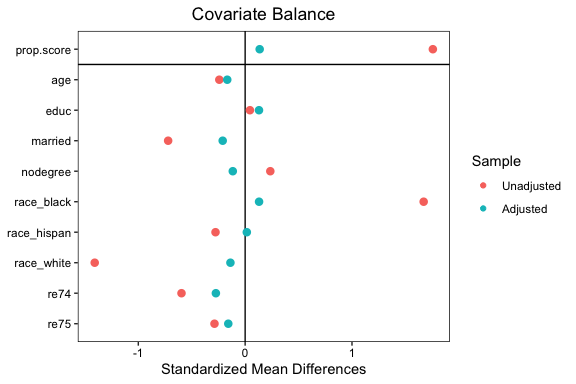 Covariate Balance
prop.score
age
educ
married
nodegree
race_black
race_hispan
race_white
re74
re75
-1 0 1
Standardized Mean Differences
Sample
Unadjusted
Adjusted